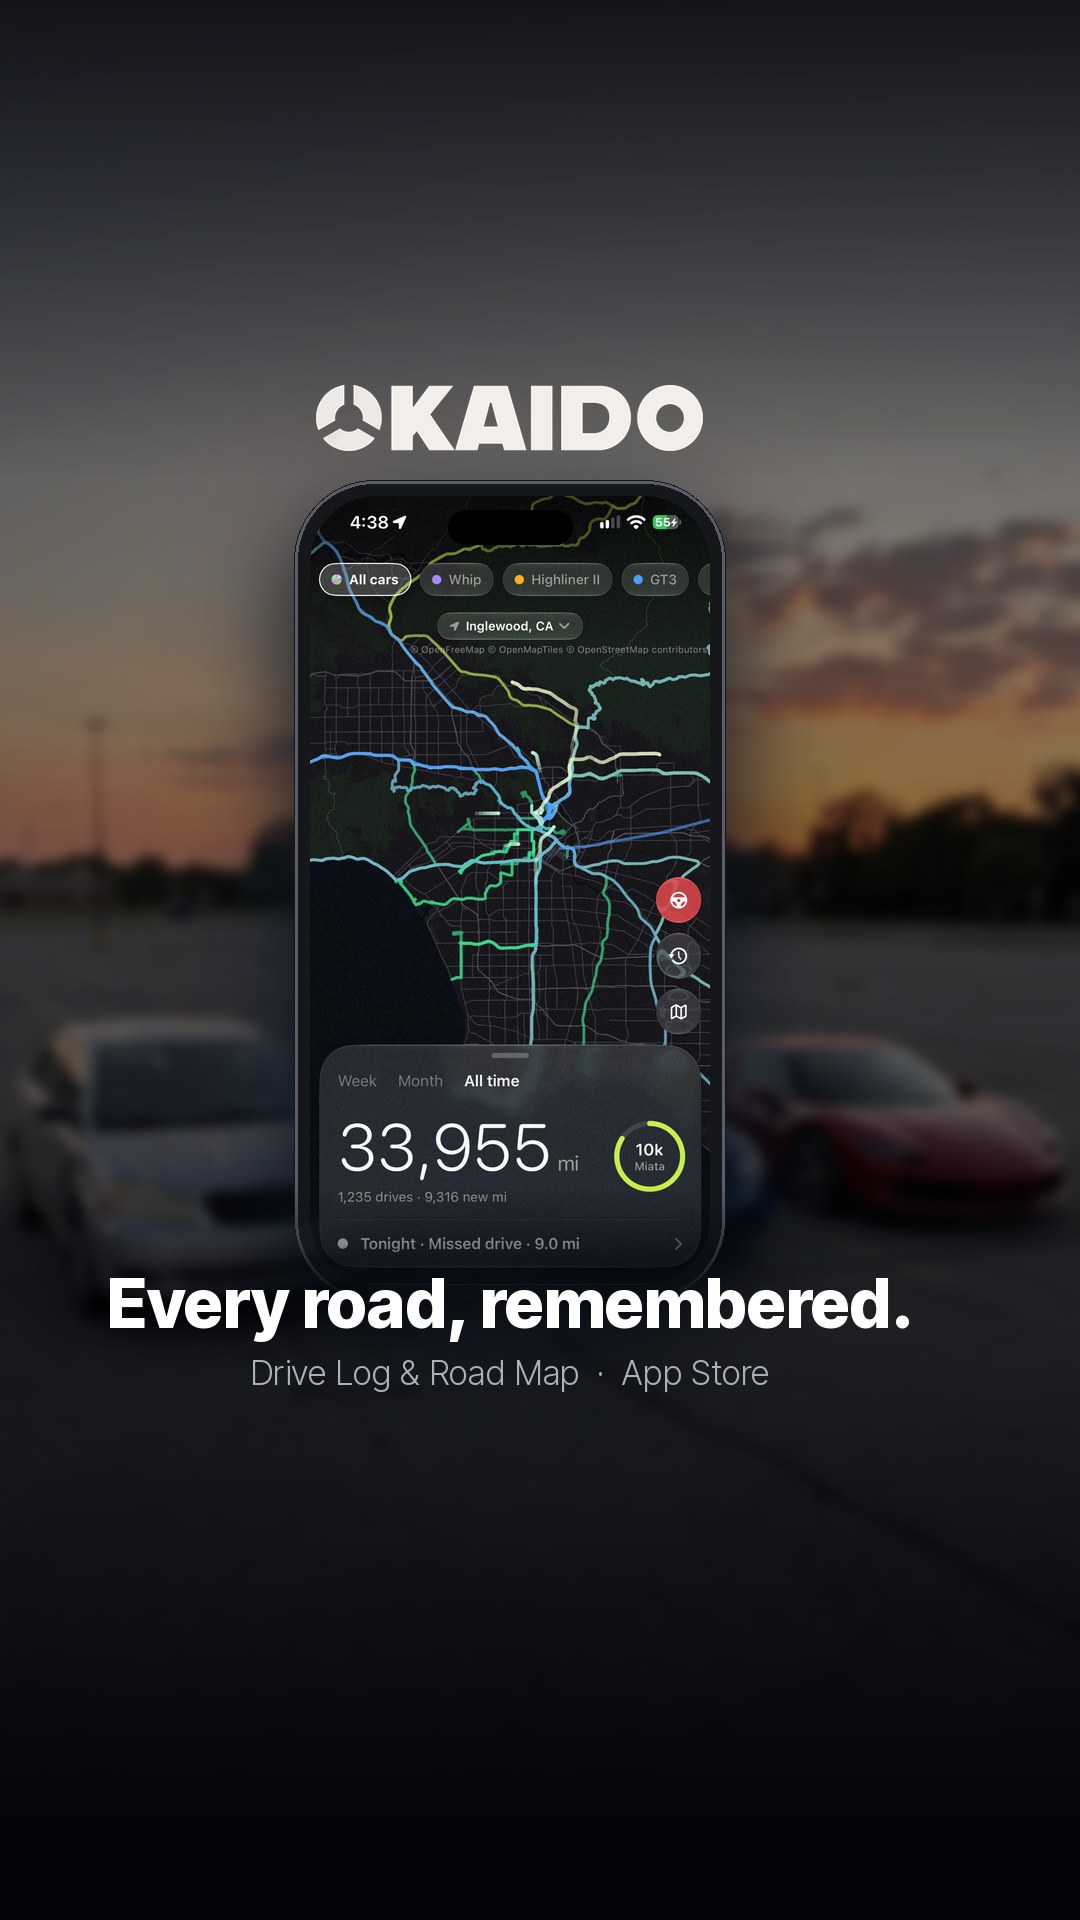 KAIDO
4:38
55
All cars
Whip
Highliner II
GT3
Inglewood, CA
© OpenFreeMap © OpenMapTiles © OpenStreetMap contributors
Week Month All time
33,955 mi
10k
Miata
1,235 drives · 9,316 new mi
Tonight · Missed drive · 9.0 mi
Every road, remembered.
Drive Log & Road Map · App Store